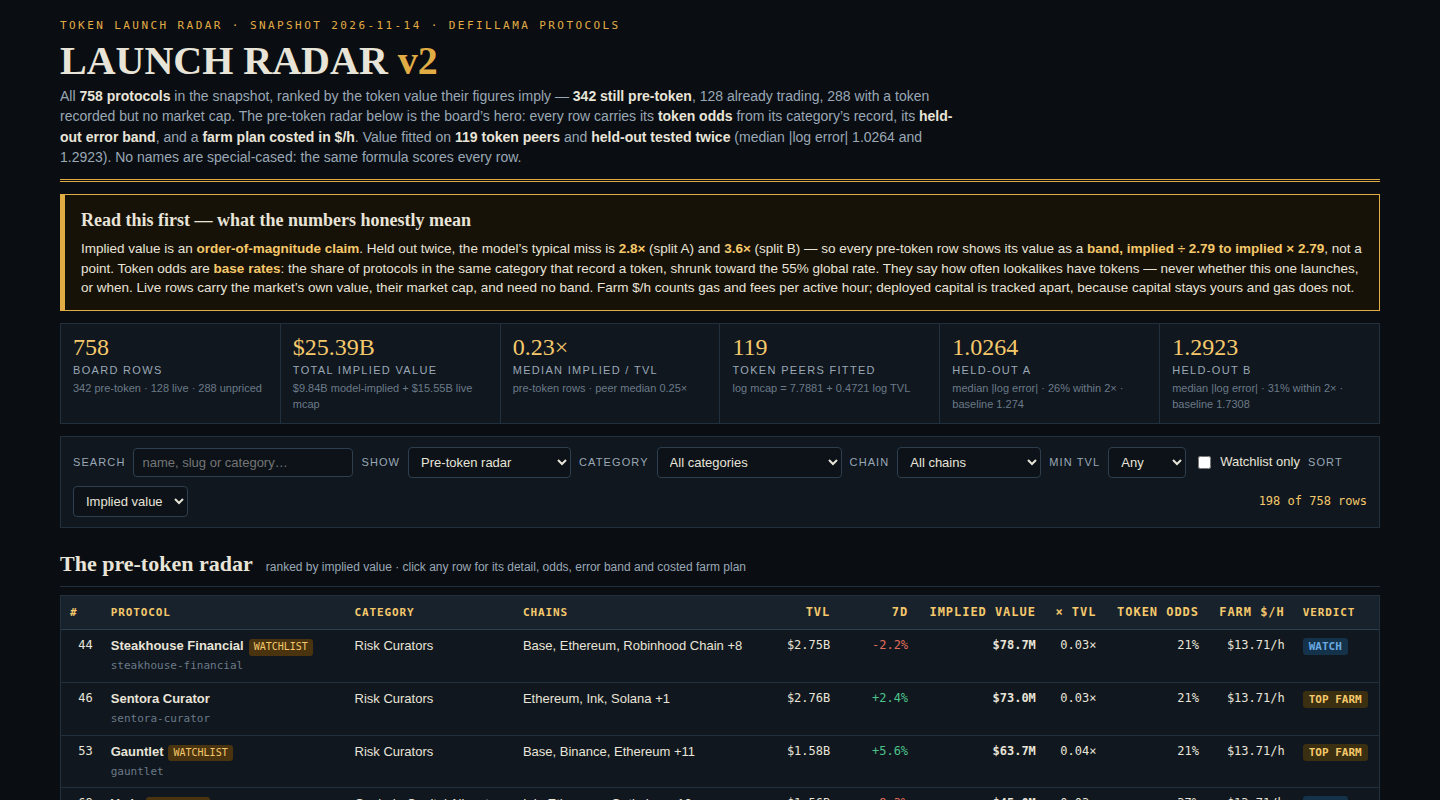 TOKEN LAUNCH RADAR · SNAPSHOT 2026-11-14 · DEFILLAMA PROTOCOLS
LAUNCH RADAR v2
All 758 protocols in the snapshot, ranked by the token value their figures imply — 342 still pre-token, 128 already trading, 288 with a token
recorded but no market cap. The pre-token radar below is the board's hero: every row carries its token odds from its category's record, its held-
out error band, and a farm plan costed in $/h. Value fitted on 119 token peers and held-out tested twice (median |log error| 1.0264 and
1.2923). No names are special-cased: the same formula scores every row.
Read this first — what the numbers honestly mean
Implied value is an order-of-magnitude claim. Held out twice, the model's typical miss is 2.8× (split A) and 3.6× (split B) — so every pre-token row shows its value as a band, implied ÷ 2.79 to implied × 2.79, not a
point. Token odds are base rates: the share of protocols in the same category that record a token, shrunk toward the 55% global rate. They say how often lookalikes have tokens — never whether this one launches,
or when. Live rows carry the market's own value, their market cap, and need no band. Farm $/h counts gas and fees per active hour; deployed capital is tracked apart, because capital stays yours and gas does not.
758 $25.39B 0.23× 119 1.0264 1.2923
BOARD ROWS TOTAL IMPLIED VALUE MEDIAN IMPLIED / TVL TOKEN PEERS FITTED HELD-OUT A HELD-OUT B
342 pre-token · 128 live · 288 unpriced $9.84B model-implied + $15.55B live pre-token rows · peer median 0.25× log mcap = 7.7881 + 0.4721 log TVL median |log error| · 26% within 2× · median |log error| · 31% within 2× ·
mcap baseline 1.274 baseline 1.7308
SEARCH name, slug or category… SHOW Pre-token radar CATEGORY All categories CHAIN All chains MIN TVL Any Watchlist only SORT
Implied value 198 of 758 rows
The pre-token radar ranked by implied value · click any row for its detail, odds, error band and costed farm plan
# PROTOCOL CATEGORY CHAINS TVL 7D IMPLIED VALUE × TVL TOKEN ODDS FARM $/H VERDICT
44 Steakhouse Financial WATCHLIST Risk Curators Base, Ethereum, Robinhood Chain +8 $2.75B -2.2% $78.7M 0.03× 21% $13.71/h WATCH
steakhouse-financial
46 Sentora Curator Risk Curators Ethereum, Ink, Solana +1 $2.76B +2.4% $73.0M 0.03× 21% $13.71/h TOP FARM
sentora-curator
53 Gauntlet WATCHLIST Risk Curators Base, Binance, Ethereum +11 $1.58B +5.6% $63.7M 0.04× 21% $13.71/h TOP FARM
gauntlet